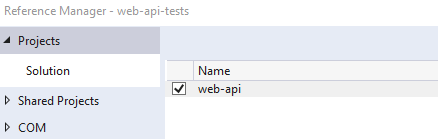 Reference Manager - web-api-tests
Projects
Solution
Shared Projects
COM
Name
web-api